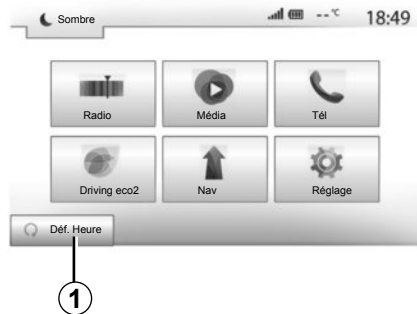 Sombre
--°C
18:49
Radio
Média
Tél
Driving eco2
Nav
Réglage
Déf. Heure
1